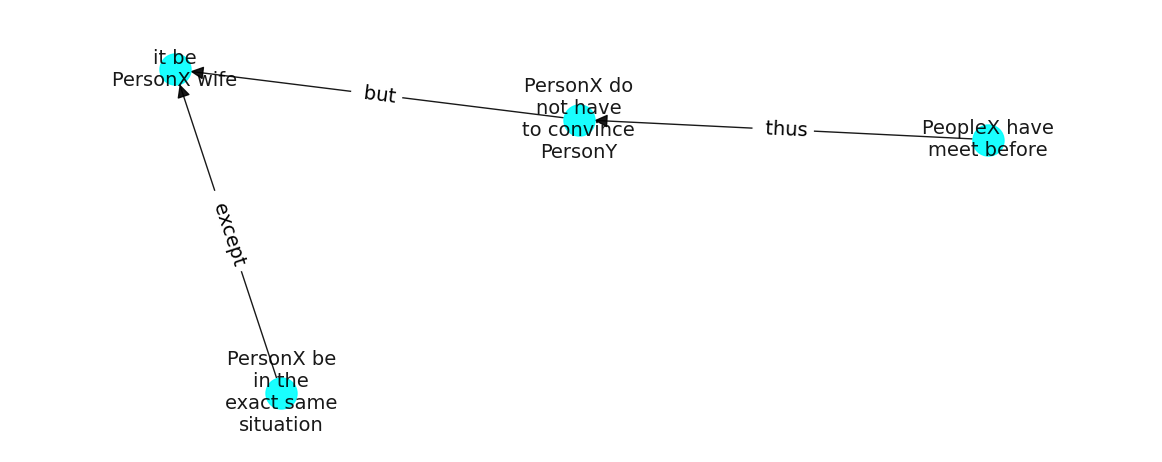 it be
PersonX wife
but
PersonX do
not have
to convince
PersonY
thus
PeopleX have
meet before
except
PersonX be
in the
exact same
situation